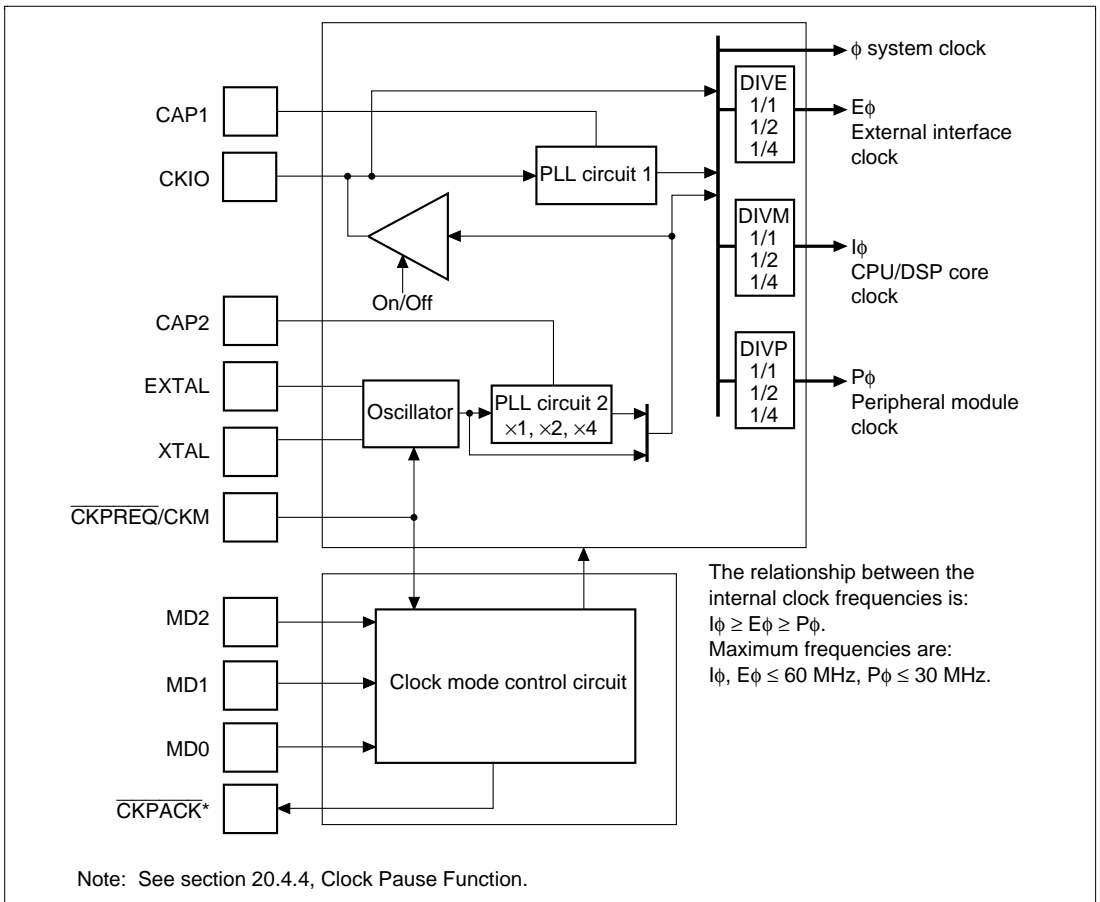 φ system clock
DIVE
1/1
1/2
1/4
Eφ
External interface
clock
CAP1
CKIO
PLL circuit 1
DIVM
1/1
1/2
1/4
Iφ
CPU/DSP core
clock
On/Off
CAP2
EXTAL
XTAL
Oscillator
PLL circuit 2
×1, ×2, ×4
DIVP
1/1
1/2
1/4
Pφ
Peripheral module
clock
CKPREQ/CKM
The relationship between the
internal clock frequencies is:
Iφ ≥ Eφ ≥ Pφ.
Maximum frequencies are:
Iφ, Eφ ≤ 60 MHz, Pφ ≤ 30 MHz.
MD2
MD1
MD0
Clock mode control circuit
CKPACK*
Note: See section 20.4.4, Clock Pause Function.